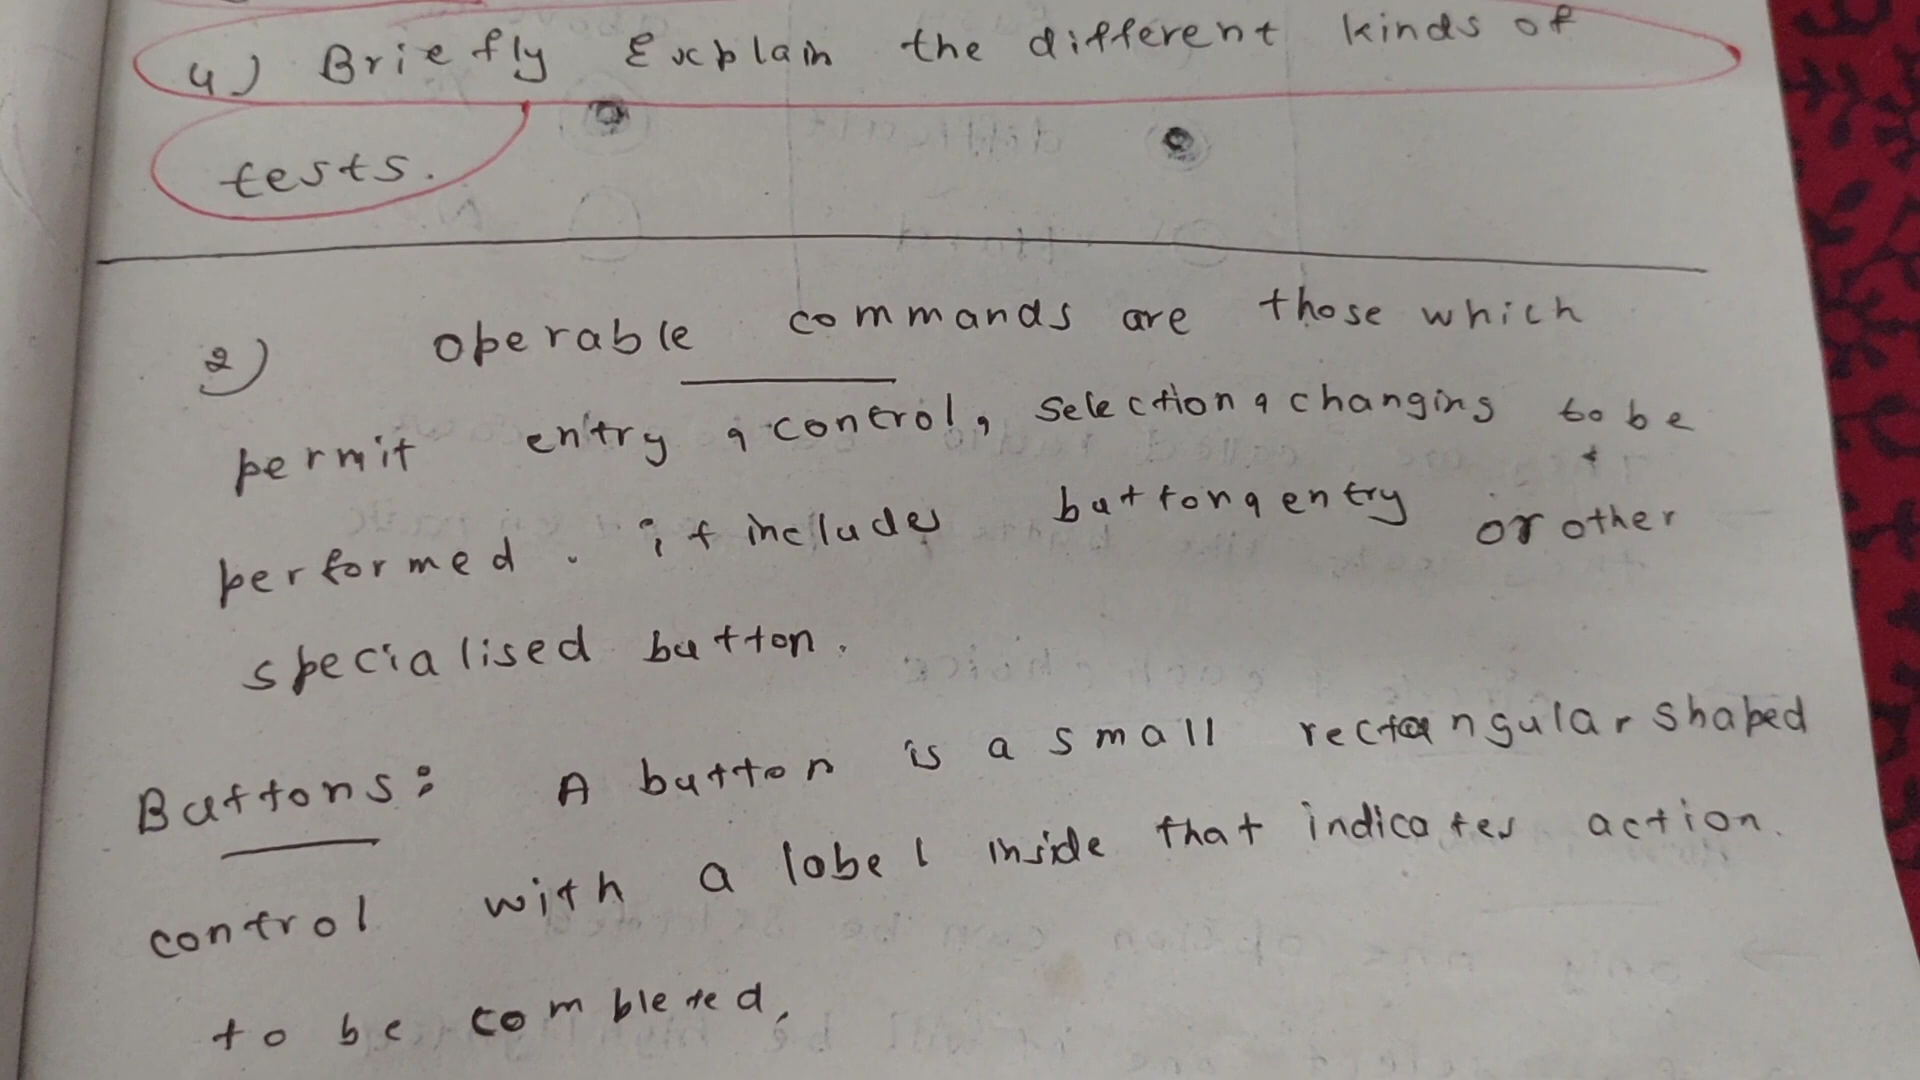 4) Briefly Explain the different kinds of
tests.
2) operable commands are those which
permit entry, control, selection, changing to be
performed. it includes button, entry or other
specialised button.
Buttons: A button is a small rectangular shaped
control with a label inside that indicates action.
to be completed.